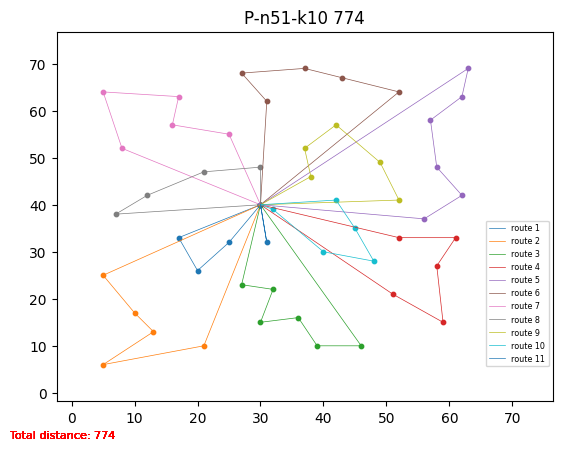 P-n51-k10 774
70
60
50
40
30
20
10
0
0 10 20 30 40 50 60 70
route 1
route 2
route 3
route 4
route 5
route 6
route 7
route 8
route 9
route 10
route 11
Total distance: 774